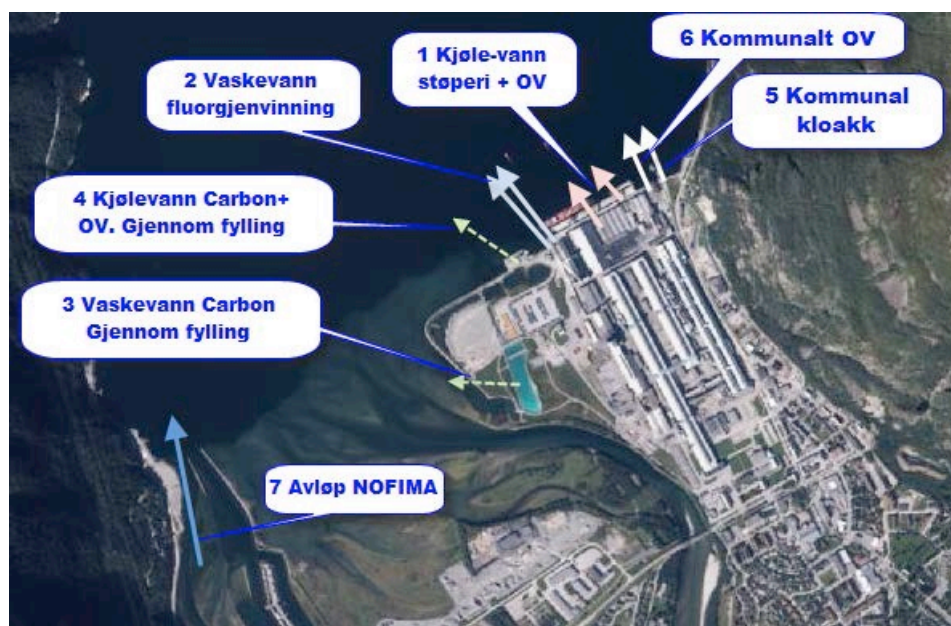 6 Kommunalt OV
1 Kjøle-vann
støperi + OV
2 Vaskevann
fluorgjenvinning
5 Kommunal
kloakk
4 Kjølevann Carbon+
OV. Gjennom fylling
3 Vaskevann Carbon
Gjennom fylling
7 Avløp NOFIMA